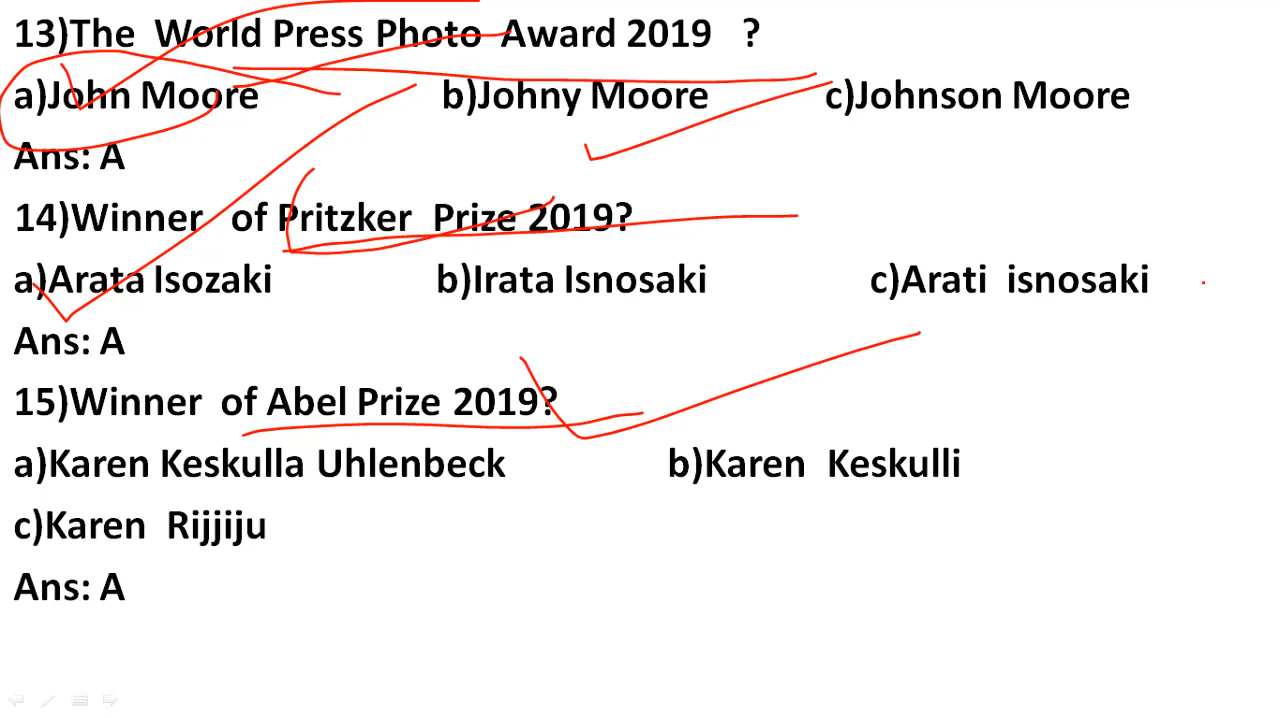 13)The World Press Photo Award 2019 ?
a)John Moore b)Johny Moore c)Johnson Moore
Ans: A
14)Winner of Pritzker Prize 2019?
a)Arata Isozaki b)Irata Isnosaki c)Arati isnosaki
Ans: A
15)Winner of Abel Prize 2019?
a)Karen Keskulla Uhlenbeck b)Karen Keskulli
c)Karen Rijjiju
Ans: A